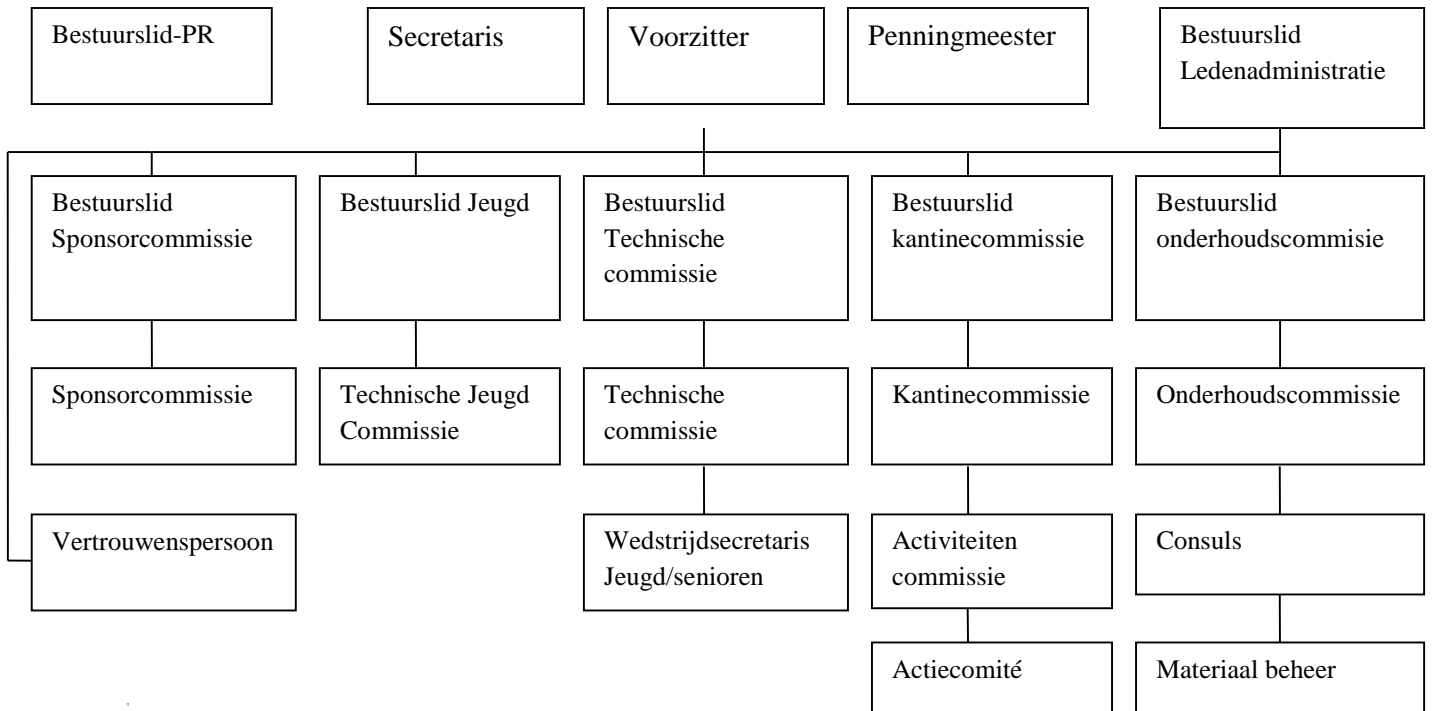 Bestuurslid-PR
Secretaris
Voorzitter
Penningmeester
Bestuurslid
Ledenadministratie
Bestuurslid
Sponsorcommissie
Bestuurslid Jeugd
Bestuurslid
Technische
commissie
Bestuurslid
kantinecommissie
Bestuurslid
onderhoudscommisie
Sponsorcommissie
Technische Jeugd
Commissie
Technische
commissie
Kantinecommissie
Onderhoudscommissie
Vertrouwenspersoon
Wedstrijdsecretaris
Jeugd/senioren
Activiteiten
commissie
Consuls
Actiecomité
Materiaal beheer